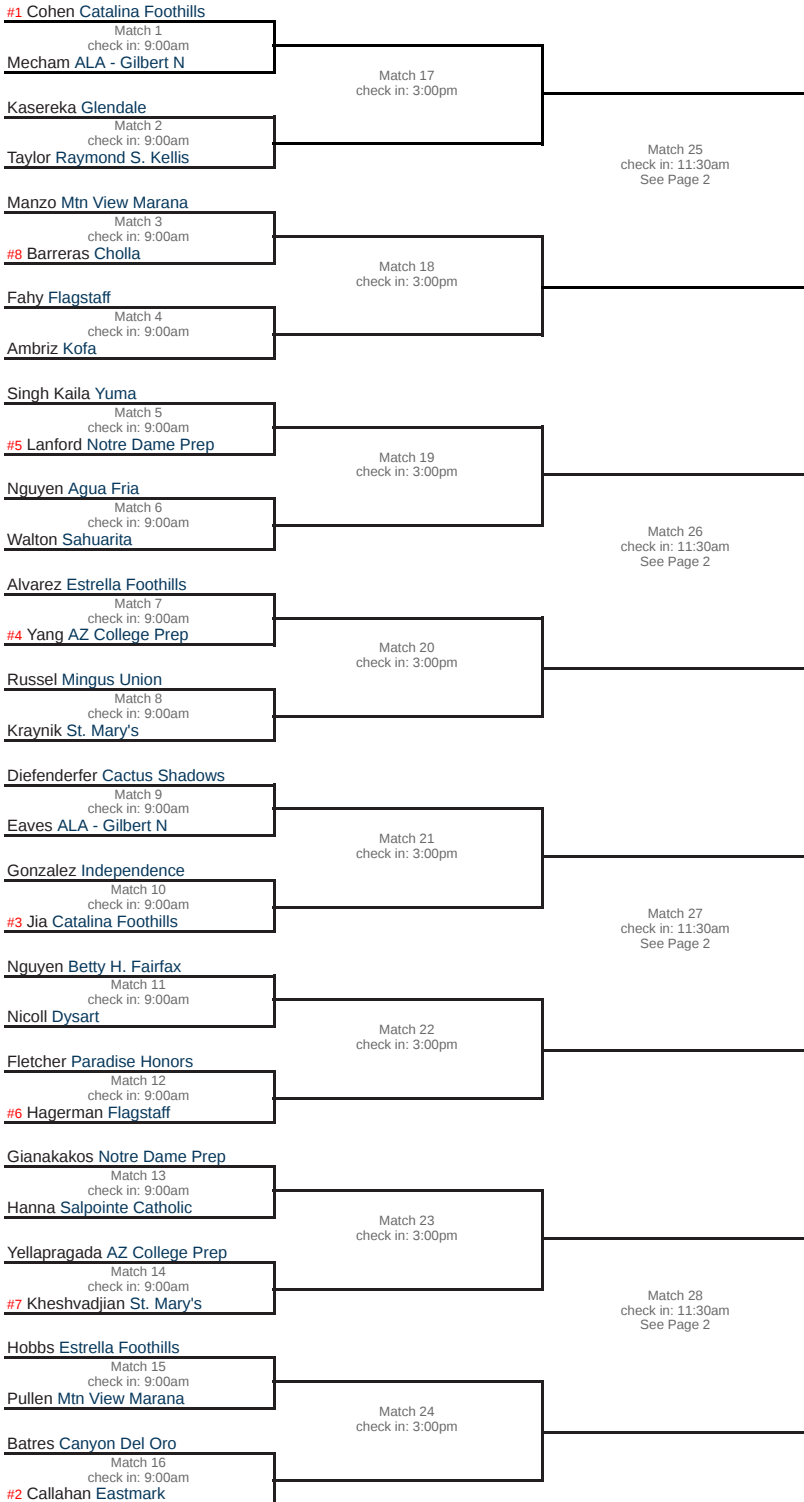 #1 Cohen Catalina Foothills
Match 1
check in: 9:00am
Mecham ALA - Gilbert N
Match 17
check in: 3:00pm
Kasereka Glendale
Match 2
check in: 9:00am
Taylor Raymond S. Kellis
Match 25
check in: 11:30am
See Page 2
Manzo Mtn View Marana
Match 3
check in: 9:00am
#8 Barreras Cholla
Match 18
check in: 3:00pm
Fahy Flagstaff
Match 4
check in: 9:00am
Ambriz Kofa
Singh Kaila Yuma
Match 5
check in: 9:00am
#5 Lanford Notre Dame Prep
Match 19
check in: 3:00pm
Nguyen Agua Fria
Match 6
check in: 9:00am
Walton Sahuarita
Match 26
check in: 11:30am
See Page 2
Alvarez Estrella Foothills
Match 7
check in: 9:00am
#4 Yang AZ College Prep
Match 20
check in: 3:00pm
Russel Mingus Union
Match 8
check in: 9:00am
Kraynik St. Mary's
Diefenderfer Cactus Shadows
Match 9
check in: 9:00am
Eaves ALA - Gilbert N
Match 21
check in: 3:00pm
Gonzalez Independence
Match 10
check in: 9:00am
#3 Jia Catalina Foothills
Match 27
check in: 11:30am
See Page 2
Nguyen Betty H. Fairfax
Match 11
check in: 9:00am
Nicoll Dysart
Match 22
check in: 3:00pm
Fletcher Paradise Honors
Match 12
check in: 9:00am
#6 Hagerman Flagstaff
Gianakakos Notre Dame Prep
Match 13
check in: 9:00am
Hanna Salpointe Catholic
Match 23
check in: 3:00pm
Yellapragada AZ College Prep
Match 14
check in: 9:00am
#7 Kheshvadjian St. Mary's
Match 28
check in: 11:30am
See Page 2
Hobbs Estrella Foothills
Match 15
check in: 9:00am
Pullen Mtn View Marana
Match 24
check in: 3:00pm
Batres Canyon Del Oro
Match 16
check in: 9:00am
#2 Callahan Eastmark